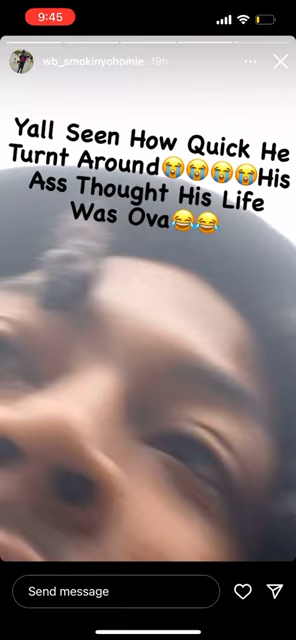 9:45
wb_smokinyohomin 19h
Yall Seen How Quick He
Turnt Around😭😭😭😭His
Ass Thought His Life
Was Ova😂😂
Send message